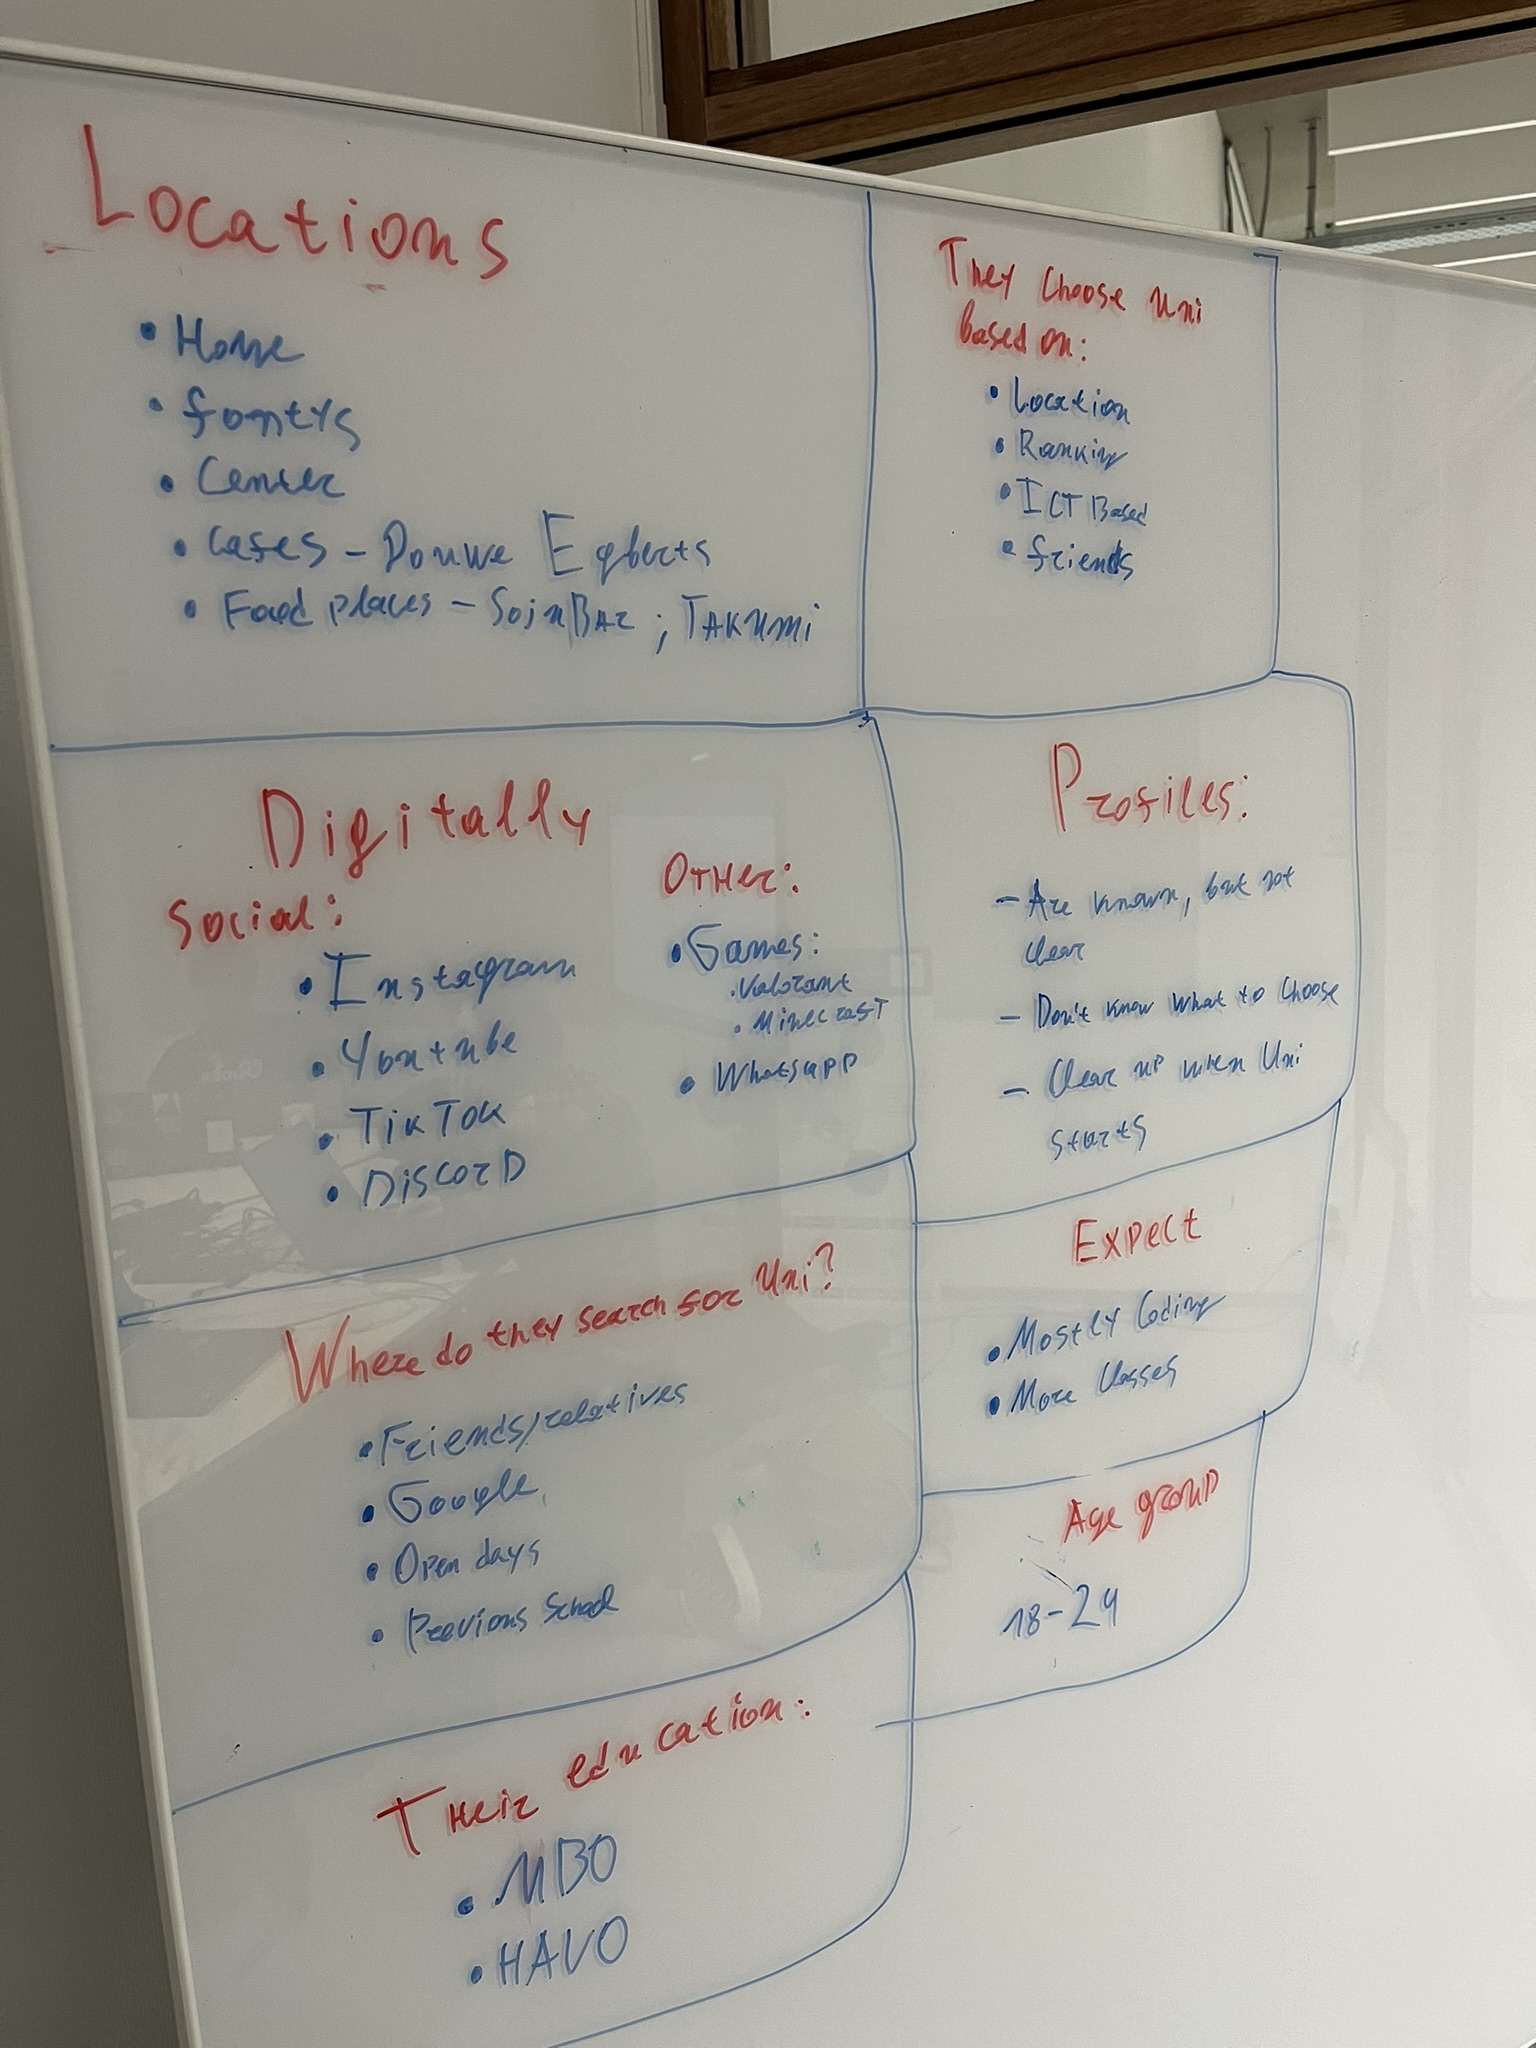 Locations
• Home
• fontys
• Center
• Cafes - Douwe Egberts
• Food places - SojuBar ; TAKUMI
They choose uni
based on:
• Location
• Ranking
• ICT Based
• friends
Digitally
Social:
• Instagram
• Youtube
• TikTok
• DiscorD
Other:
• Games:
• Valorant
• Minecraft
• Whatsapp
Profiles:
- Are known, but not
clear
- Don't know what to choose
- Clear up when Uni
starts
Where do they search for Uni?
• Friends/relatives
• Google
• Open days
• Previous School
Expect
• Mostly Coding
• More Classes
Age group
18-24
Their education:
• MBO
• HAVO